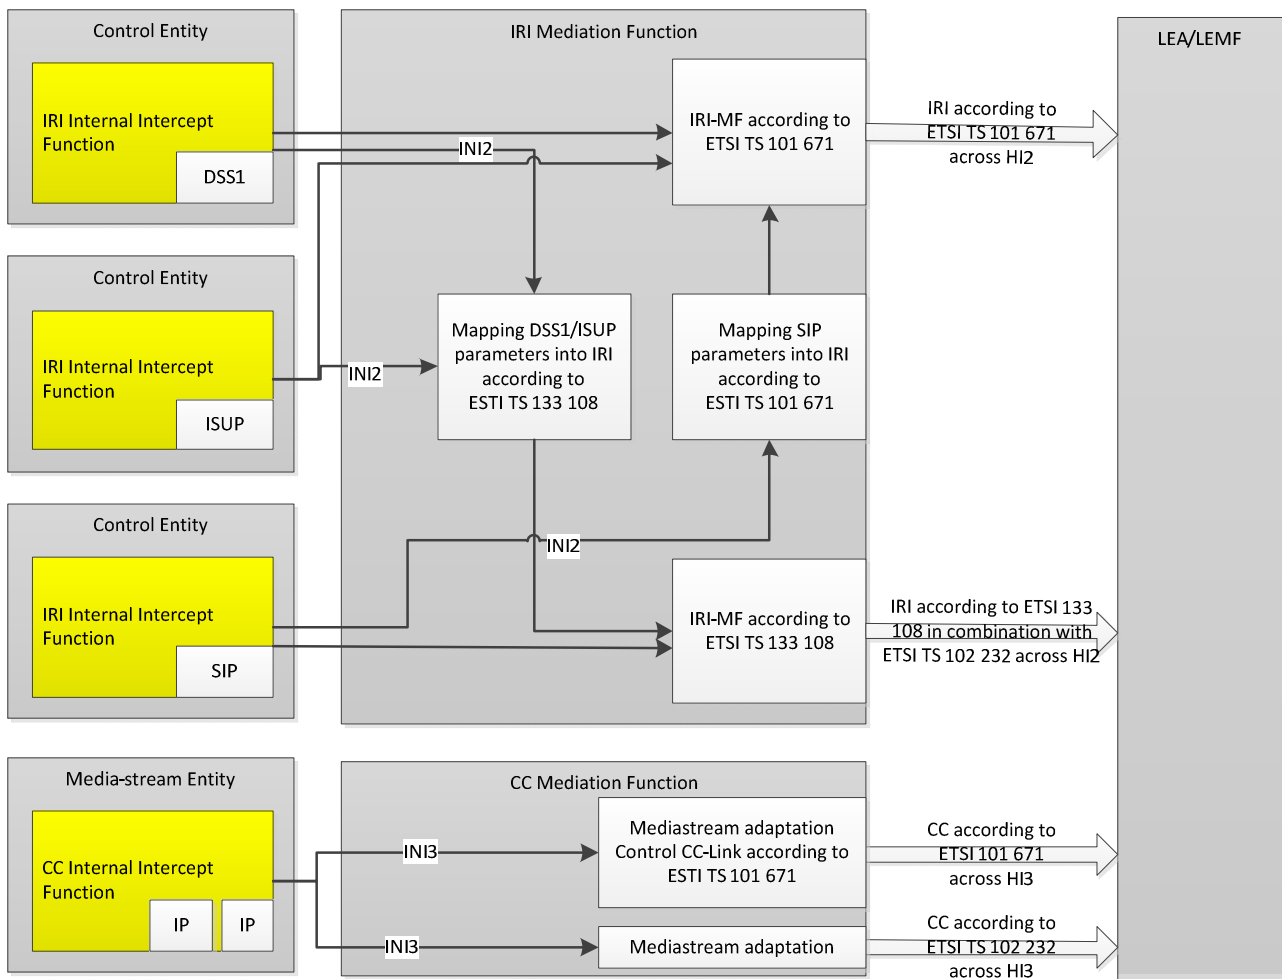 Control Entity
IRI Internal Intercept
Function
DSS1
Control Entity
IRI Internal Intercept
Function
ISUP
Control Entity
IRI Internal Intercept
Function
SIP
IRI Mediation Function
IRI-MF according to
ETSI TS 101 671
INI2
Mapping DSS1/ISUP
parameters into IRI
according to
ESTI TS 133 108
Mapping SIP
parameters into IRI
according to
ESTI TS 101 671
INI2
INI2
IRI-MF according to
ETSI TS 133 108
IRI according to
ETSI TS 101 671
across HI2
IRI according to ETSI 133
108 in combination with
ETSI TS 102 232 across HI2
LEA/LEMF
Media-stream Entity
CC Internal Intercept
Function
IP
IP
CC Mediation Function
INI3
Mediastream adaptation
Control CC-Link according to
ESTI TS 101 671
INI3
Mediastream adaptation
CC according to
ETSI 101 671
across HI3
CC according to
ETSI TS 102 232
across HI3